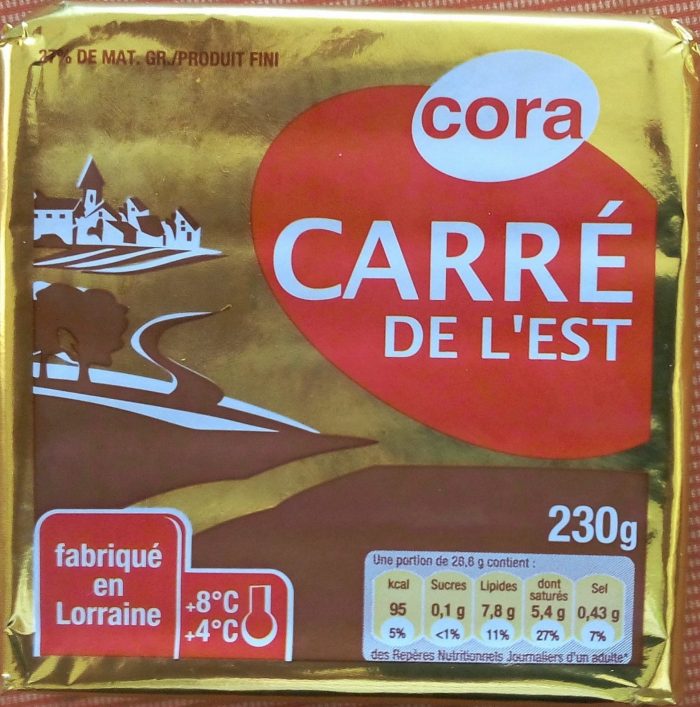 27% DE MAT. GR./PRODUIT FINI
cora
CARRÉ
DE L'EST
230g
fabriqué
en
Lorraine
+8°C
+4°C
Une portion de 28,8 g contient :
kcal Sucres Lipides dont saturés Sel
95 0,1 g 7,8 g 5,4 g 0,43 g
5% <1% 11% 27% 7%
des Repères Nutritionnels Journaliers d'un adulte*